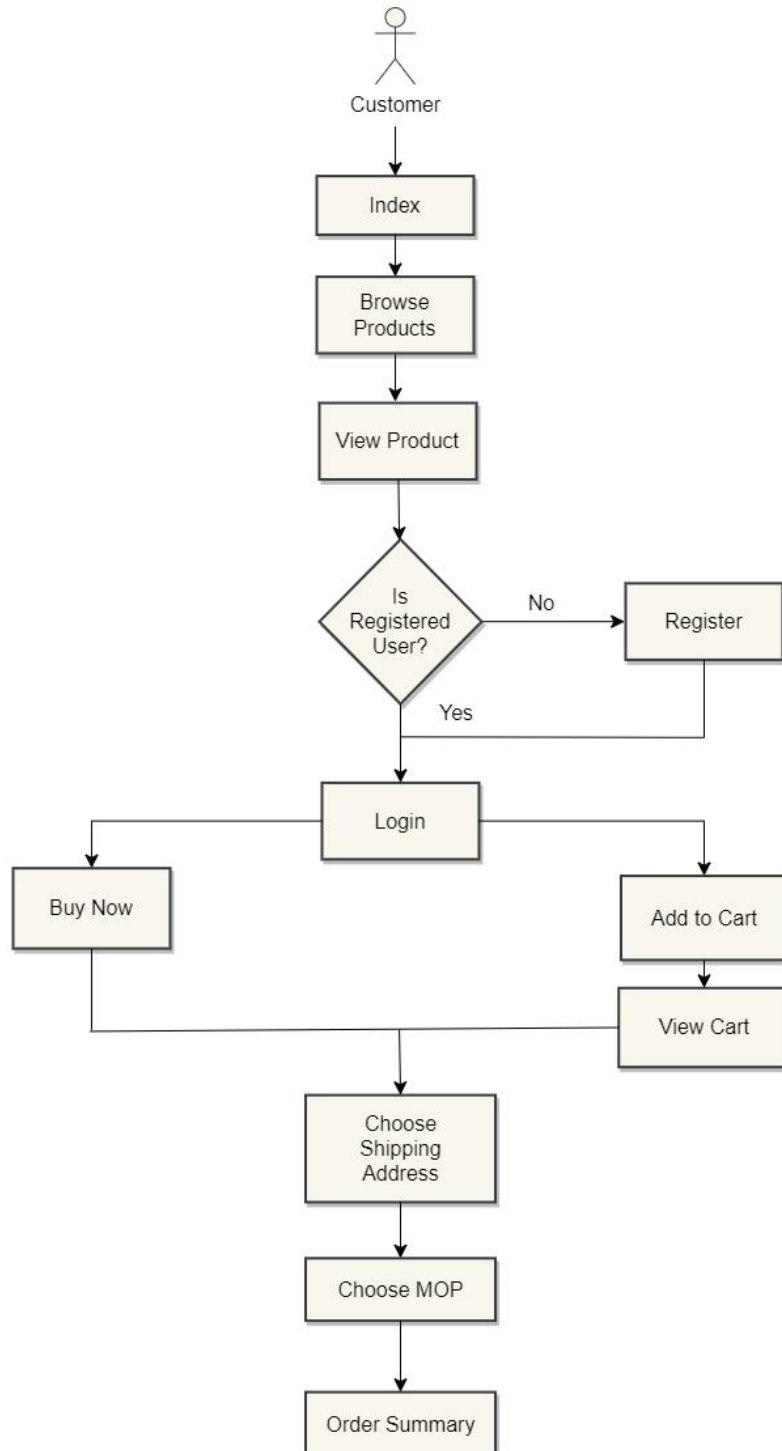 Customer
Index
Browse
Products
View Product
Is
Registered
User?
No
Register
Yes
Login
Buy Now
Add to Cart
View Cart
Choose
Shipping
Address
Choose MOP
Order Summary